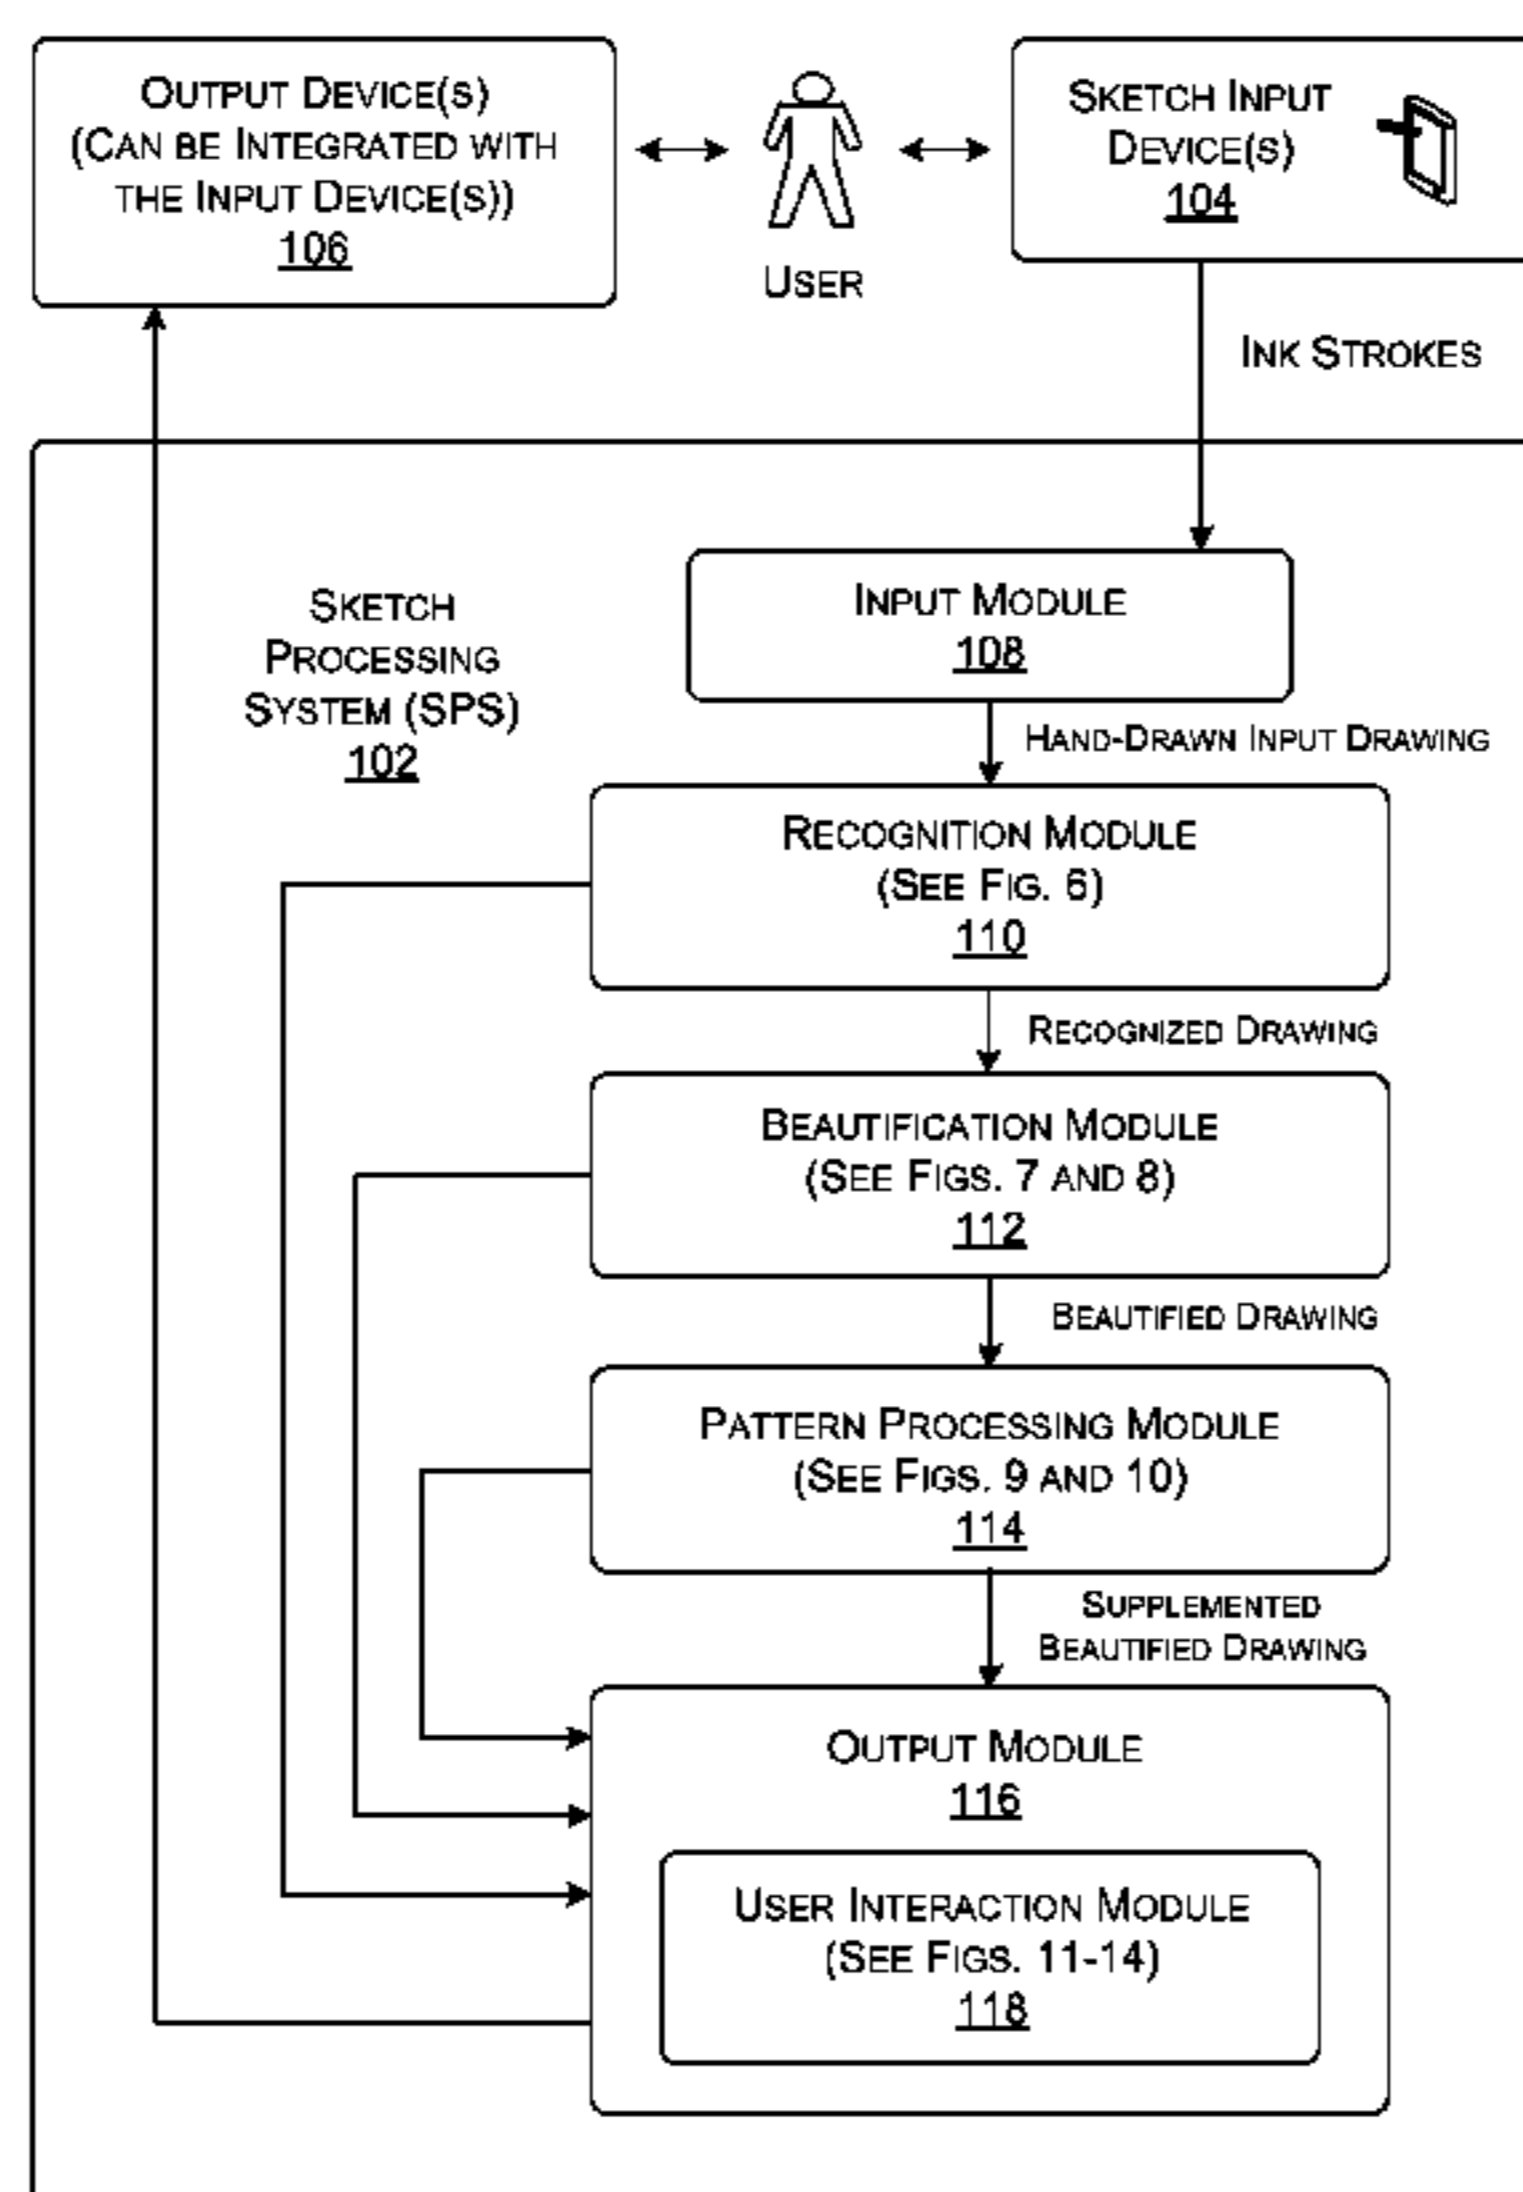 OUTPUT DEVICE(S)
(CAN BE INTEGRATED WITH
THE INPUT DEVICE(S))
106
USER
SKETCH INPUT
DEVICE(S)
104
INK STROKES
SKETCH
PROCESSING
SYSTEM (SPS)
102
INPUT MODULE
108
HAND-DRAWN INPUT DRAWING
RECOGNITION MODULE
(SEE FIG. 6)
110
RECOGNIZED DRAWING
BEAUTIFICATION MODULE
(SEE FIGS. 7 AND 8)
112
BEAUTIFIED DRAWING
PATTERN PROCESSING MODULE
(SEE FIGS. 9 AND 10)
114
SUPPLEMENTED
BEAUTIFIED DRAWING
OUTPUT MODULE
116
USER INTERACTION MODULE
(SEE FIGS. 11-14)
118